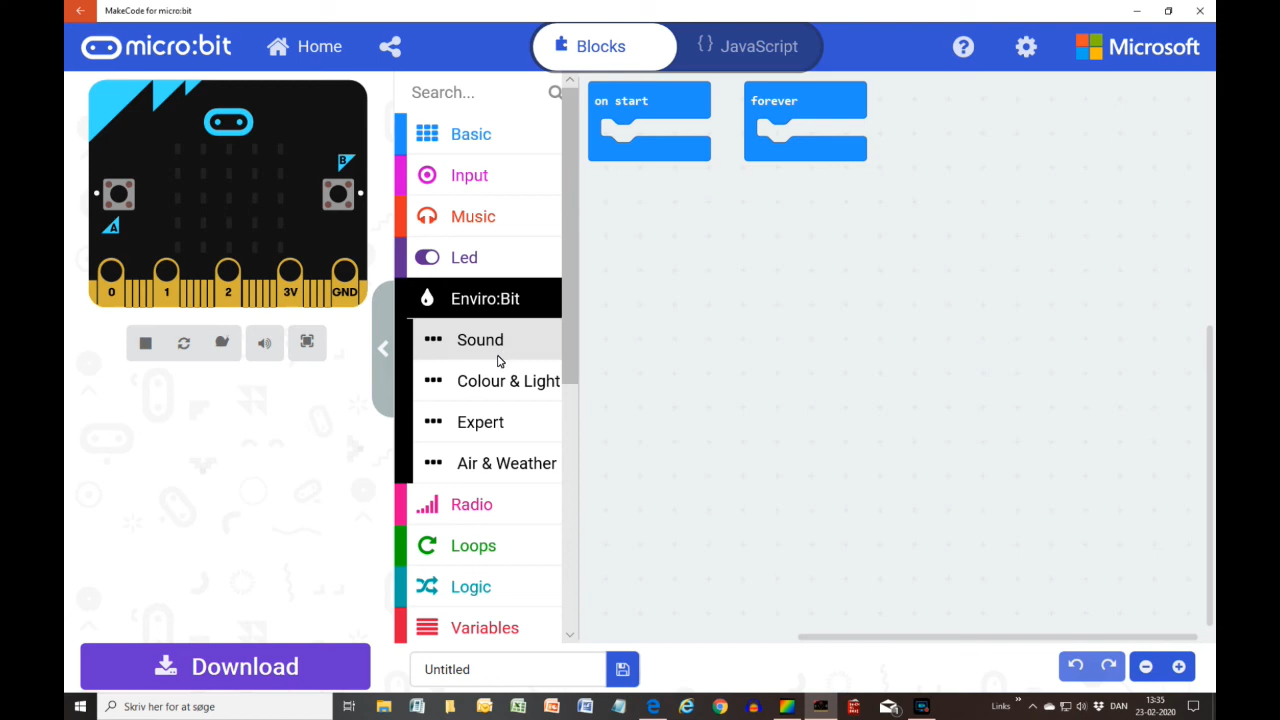 MakeCode for micro:bit
micro:bit
Home
Blocks
{} JavaScript
?
Microsoft
Search...
on start
forever
Basic
Input
Music
Led
Enviro:Bit
Sound
Colour & Light
Expert
Air & Weather
Radio
Loops
Logic
Variables
B
A
0 1 2 3V GND
Download
Untitled
Skriv her for at søge
Links
»
DAN
13:35
23-02-2020